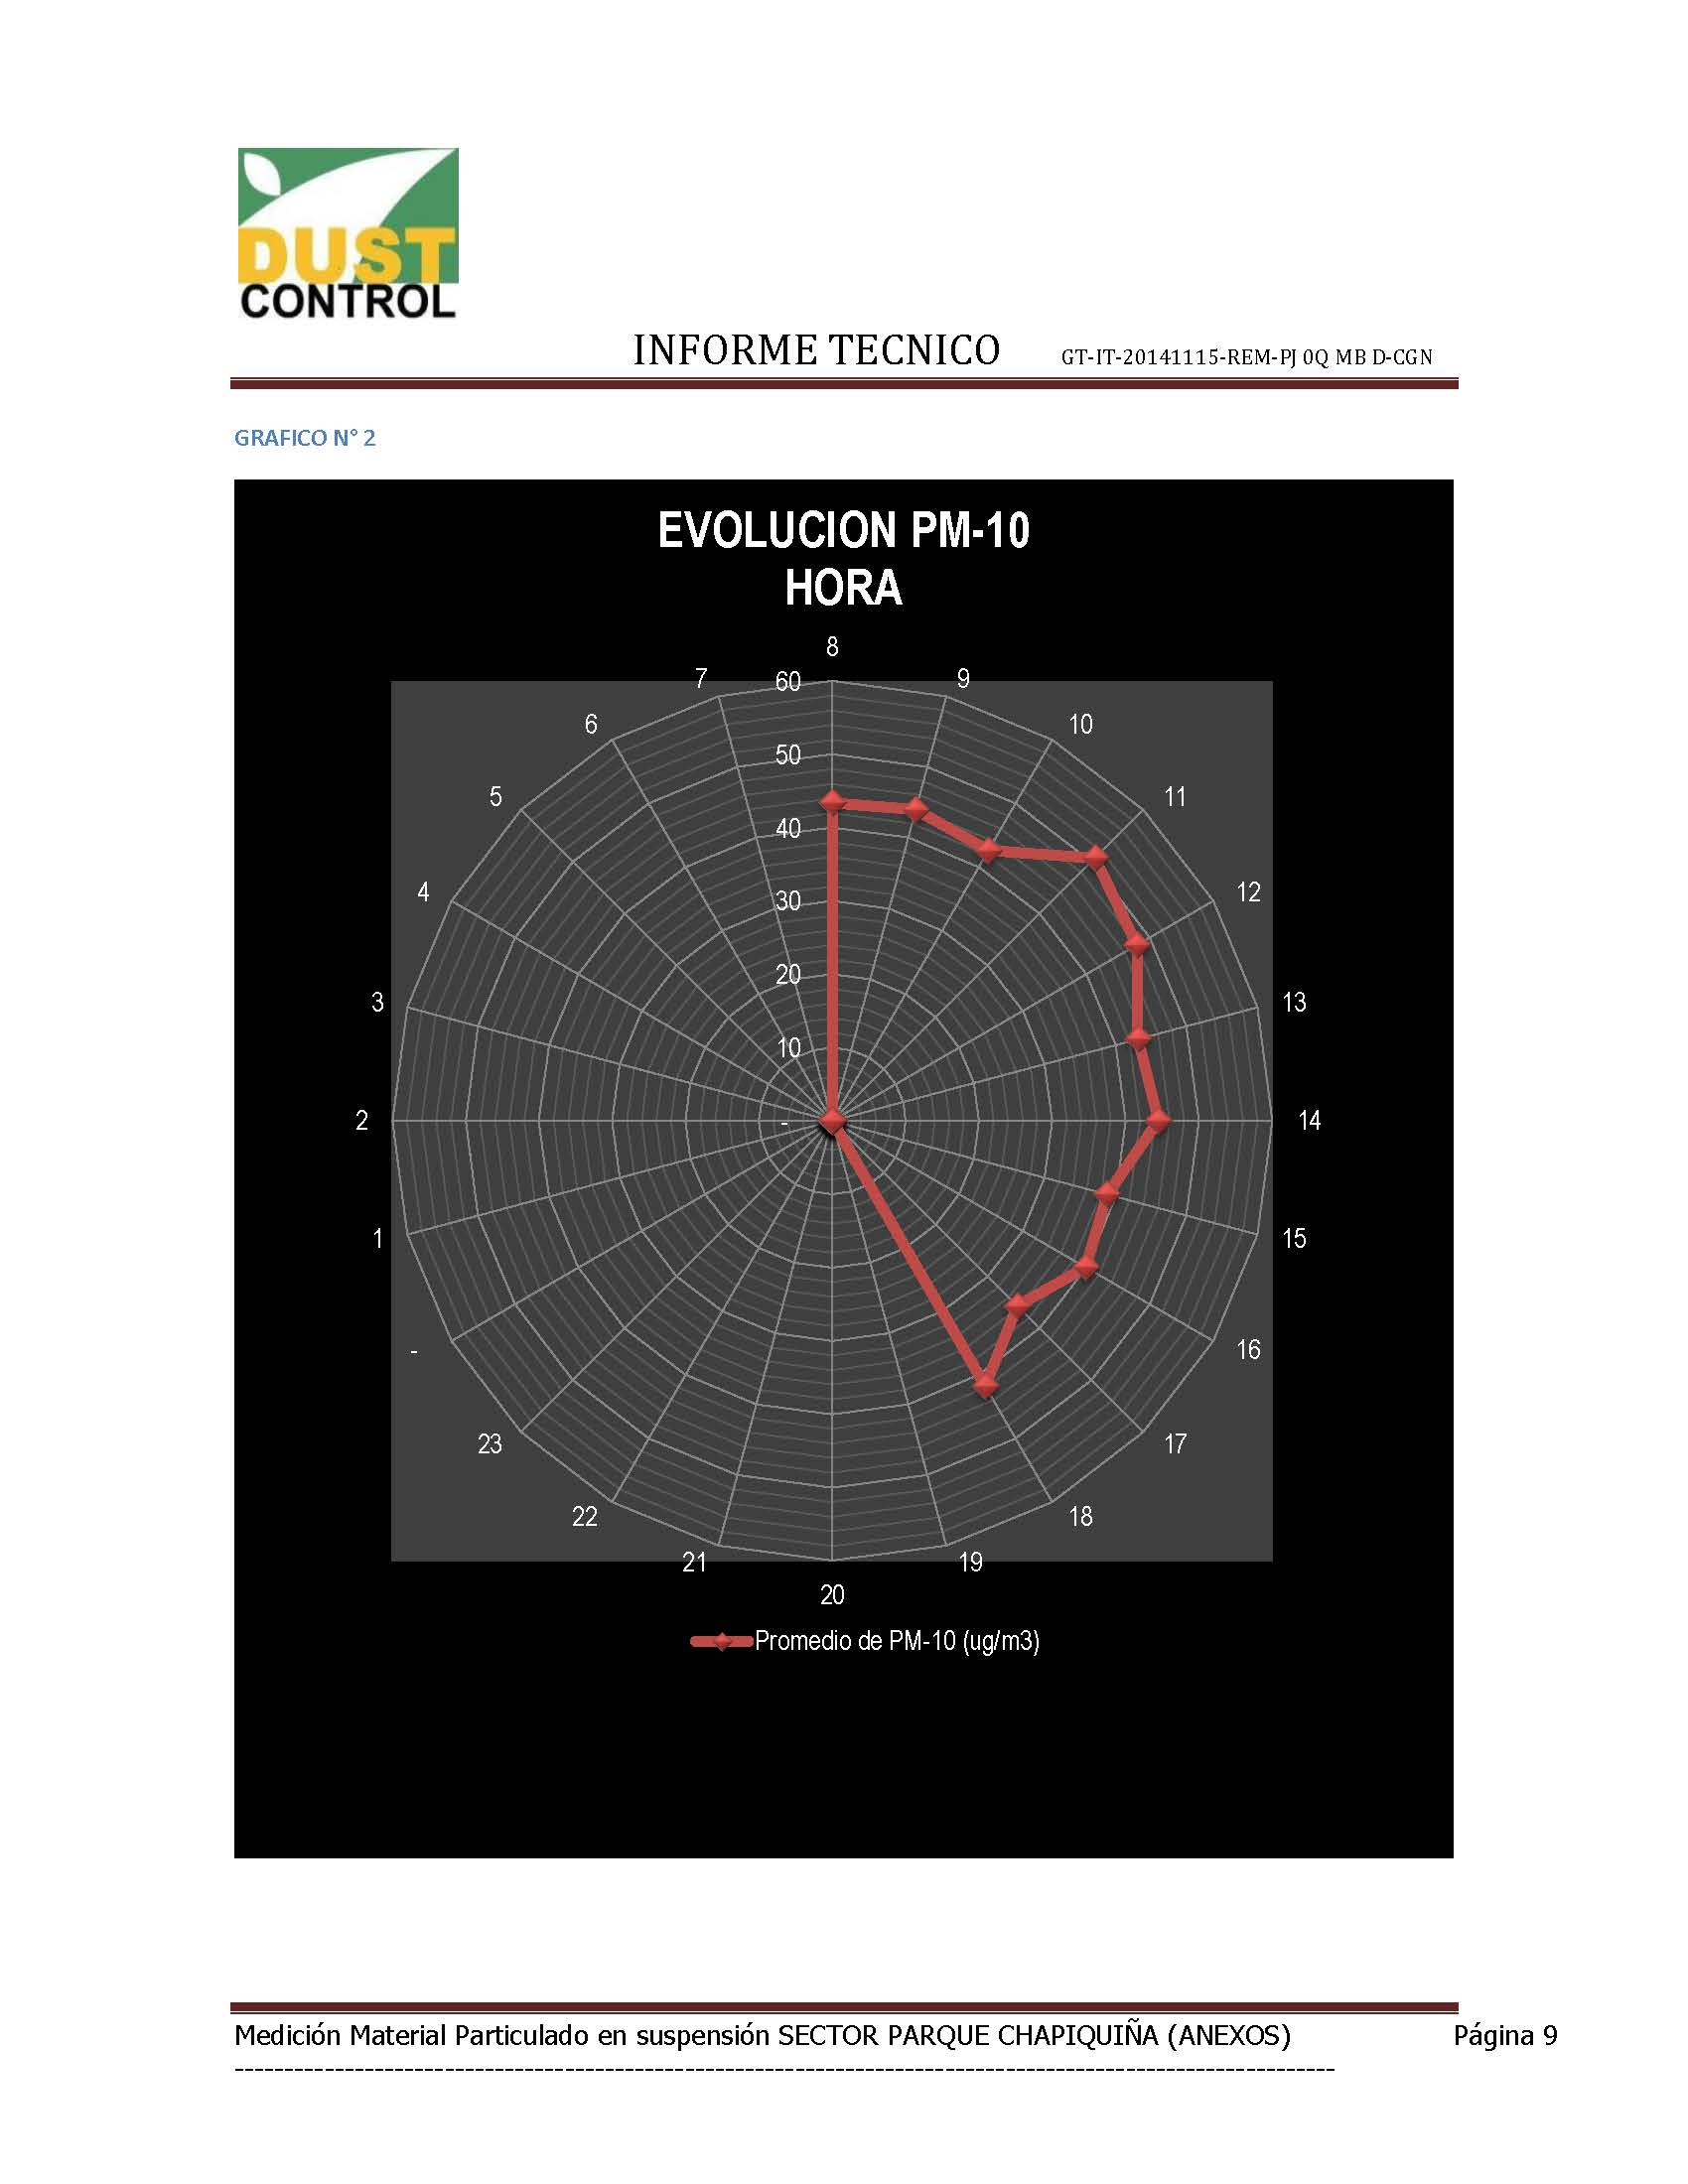 DUST
CONTROL
INFORME TECNICO GT-IT-20141115-REM-PJ 0Q MB D-CGN
GRAFICO N° 2
EVOLUCION PM-10
HORA
8
7 60 9
6 10
50
5 11
40
4 30 12
20
3 13
10
2 - 14
1 15
- 16
23 17
22 18
21 19
20
Promedio de PM-10 (ug/m3)
Medición Material Particulado en suspensión SECTOR PARQUE CHAPIQUIÑA (ANEXOS) Página 9
--------------------------------------------------------------------------------------------------------------